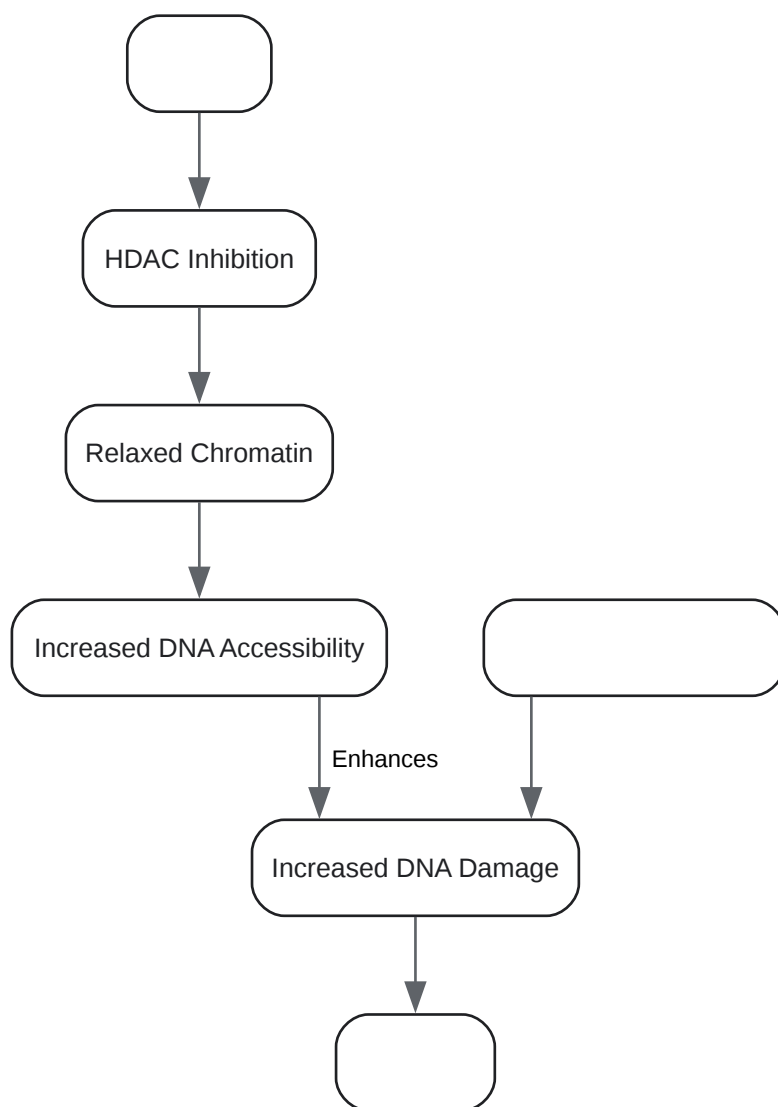 HDAC Inhibition
Relaxed Chromatin
Increased DNA Accessibility
Enhances
Increased DNA Damage